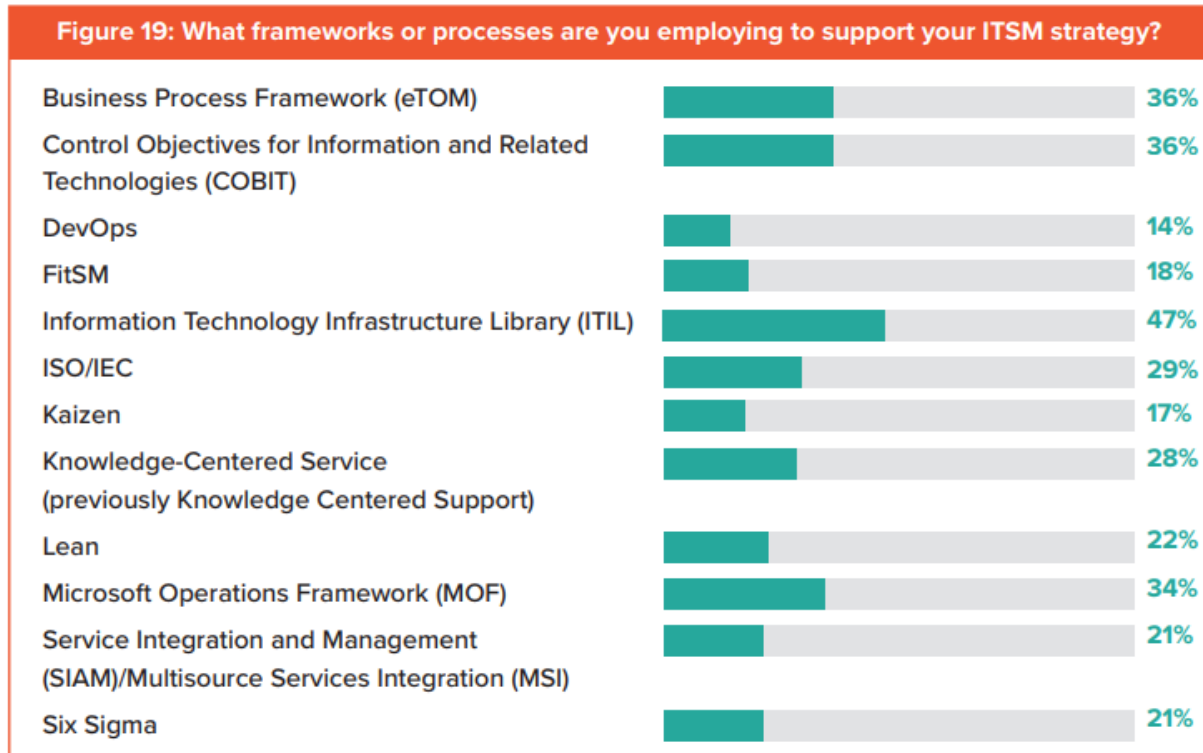 Figure 19: What frameworks or processes are you employing to support your ITSM strategy?
Business Process Framework (eTOM) 36%
Control Objectives for Information and Related 36%
Technologies (COBIT)
DevOps 14%
FitSM 18%
Information Technology Infrastructure Library (ITIL) 47%
ISO/IEC 29%
Kaizen 17%
Knowledge-Centered Service 28%
(previously Knowledge Centered Support)
Lean 22%
Microsoft Operations Framework (MOF) 34%
Service Integration and Management 21%
(SIAM)/Multisource Services Integration (MSI)
Six Sigma 21%